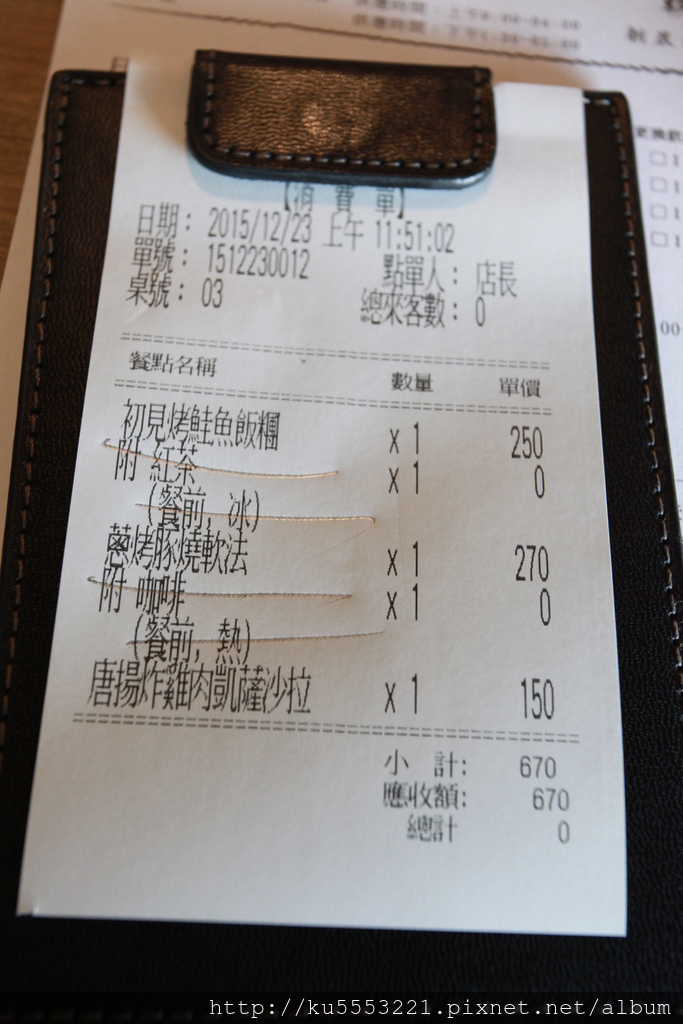 【消費單】
日期： 2015/12/23 上午 11:51:02
單號： 1512230012
點單人： 店長
桌號： 03
總來客數： 0
餐點名稱 數量 單價
初見烤鮭魚飯糰 x 1 250
附 紅茶 x 1 0
(餐前, 冰)
蔥烤豚燒軟法 x 1 270
附 咖啡 x 1 0
(餐前, 熱)
唐揚炸雞肉凱薩沙拉 x 1 150
小 計: 670
應收額: 670
總計 0
http://ku5553221.pixnet.net/album